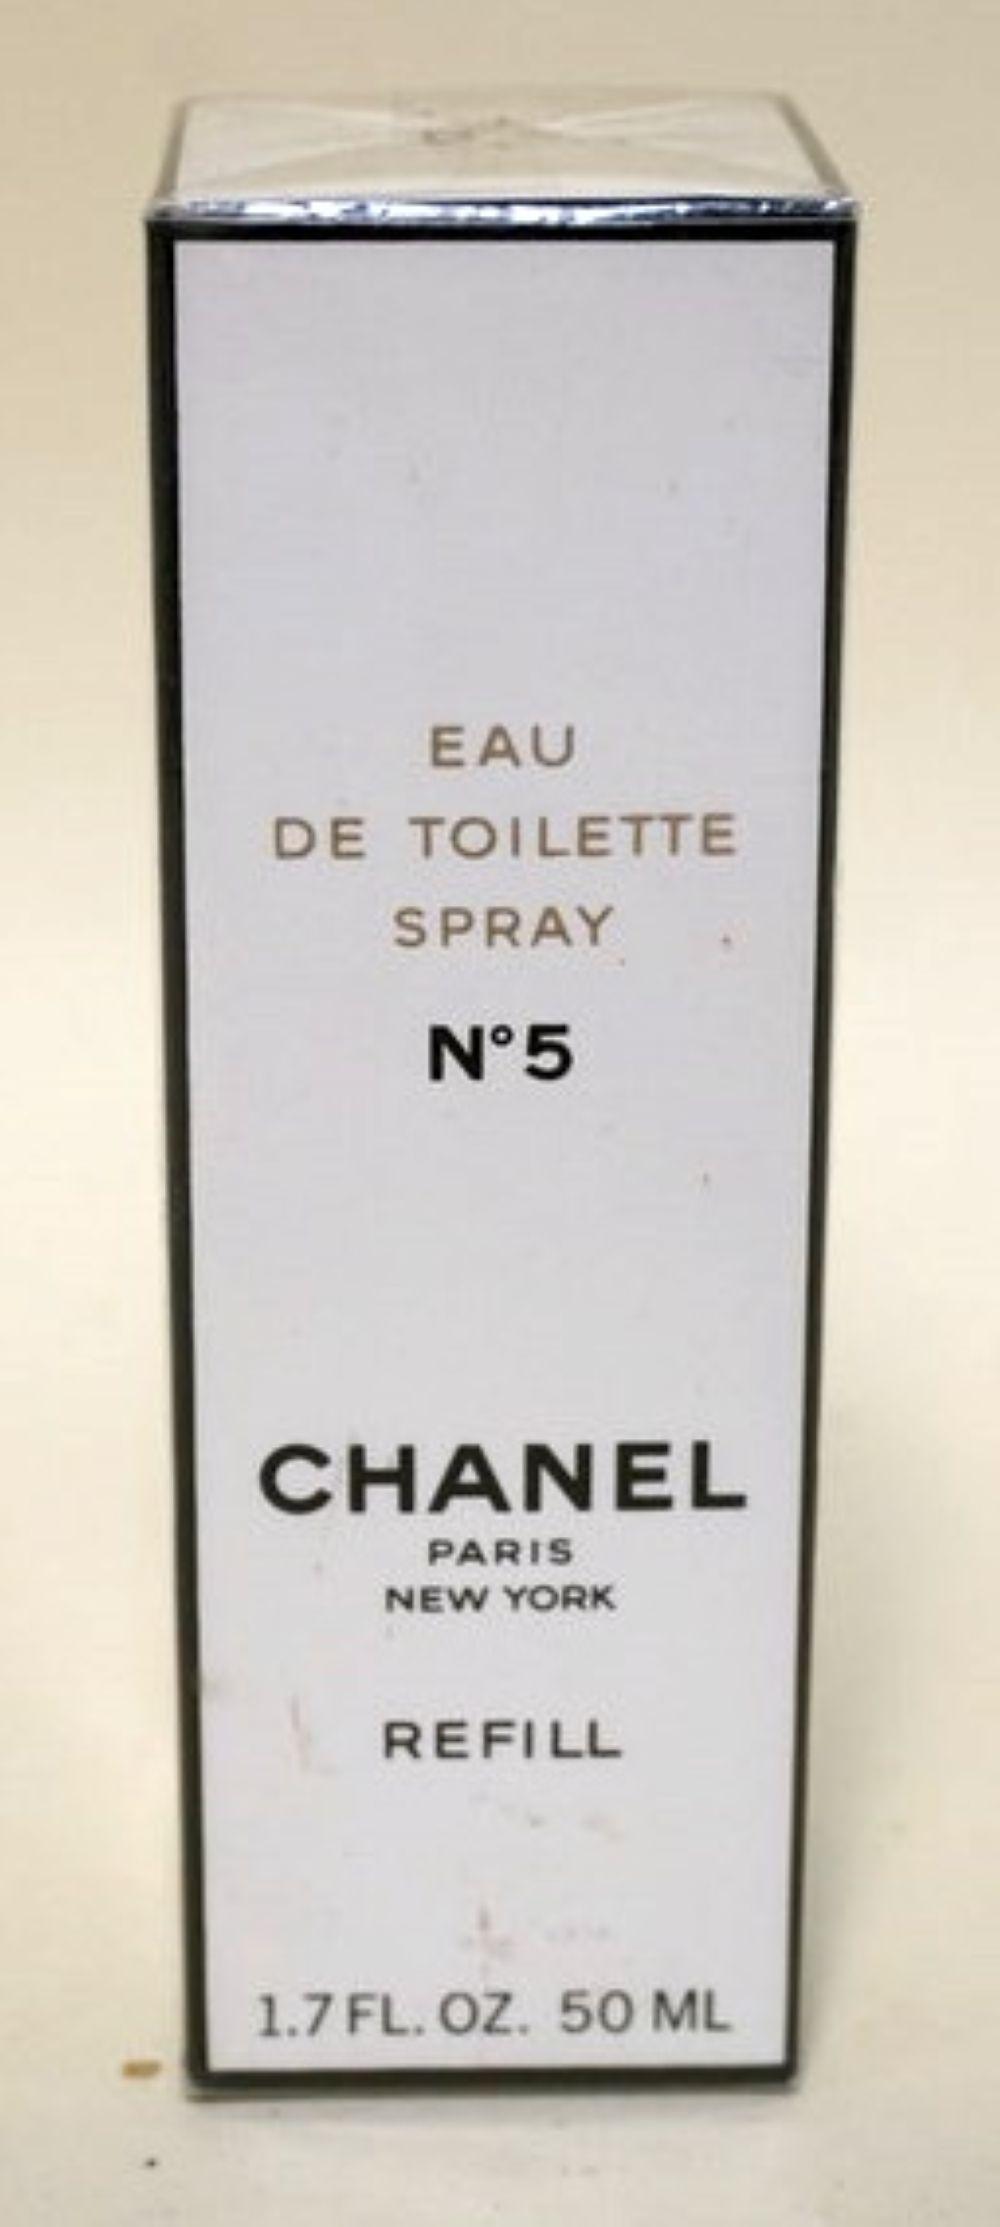 EAU
DE TOILETTE
SPRAY
N°5
CHANEL
PARIS
NEW YORK
REFILL
1.7 FL. OZ. 50 ML